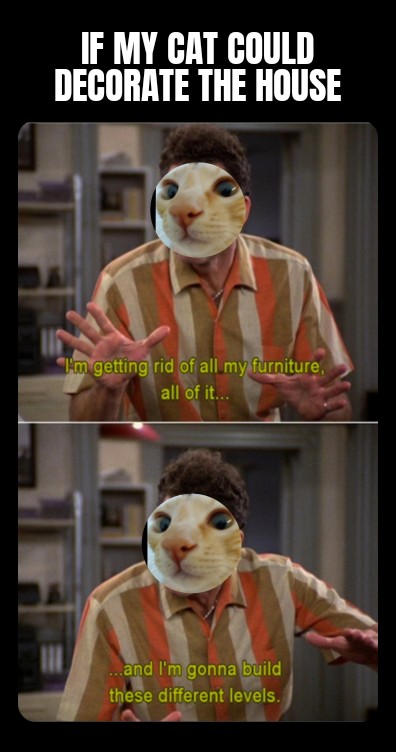 IF MY CAT COULD
DECORATE THE HOUSE
I'm getting rid of all my furniture,
all of it...
...and I'm gonna build
these different levels.